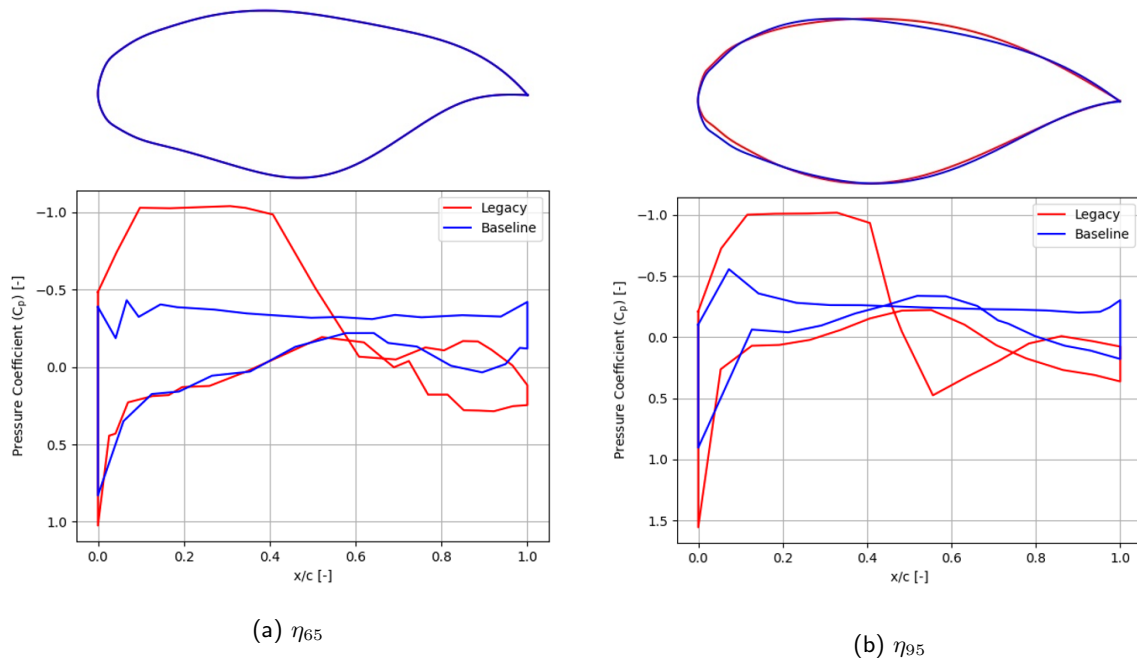 −1.0
−0.5
0.0
0.5
1.0
Pressure Coefficient (Cₚ) [-]
Legacy
Baseline
0.0 0.2 0.4 0.6 0.8 1.0
x/c [-]
(a) η₆₅
−1.0
−0.5
0.0
0.5
1.0
1.5
Pressure Coefficient (Cₚ) [-]
Legacy
Baseline
0.0 0.2 0.4 0.6 0.8 1.0
x/c [-]
(b) η₉₅